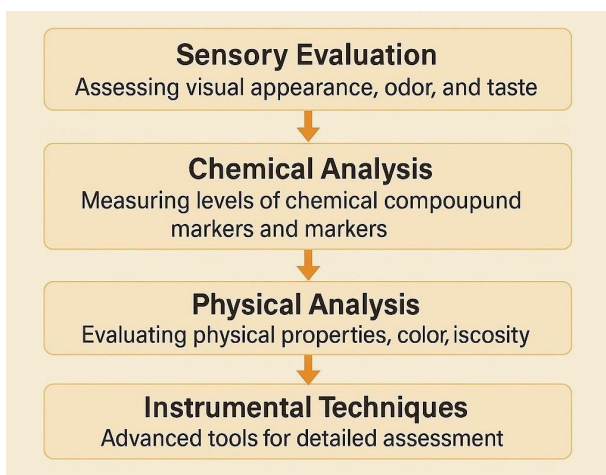 Sensory Evaluation
Assessing visual appearance, odor, and taste
Chemical Analysis
Measuring levels of chemical compoupund
markers and markers
Physical Analysis
Evaluating physical properties, color, iscosity
Instrumental Techniques
Advanced tools for detailed assessment